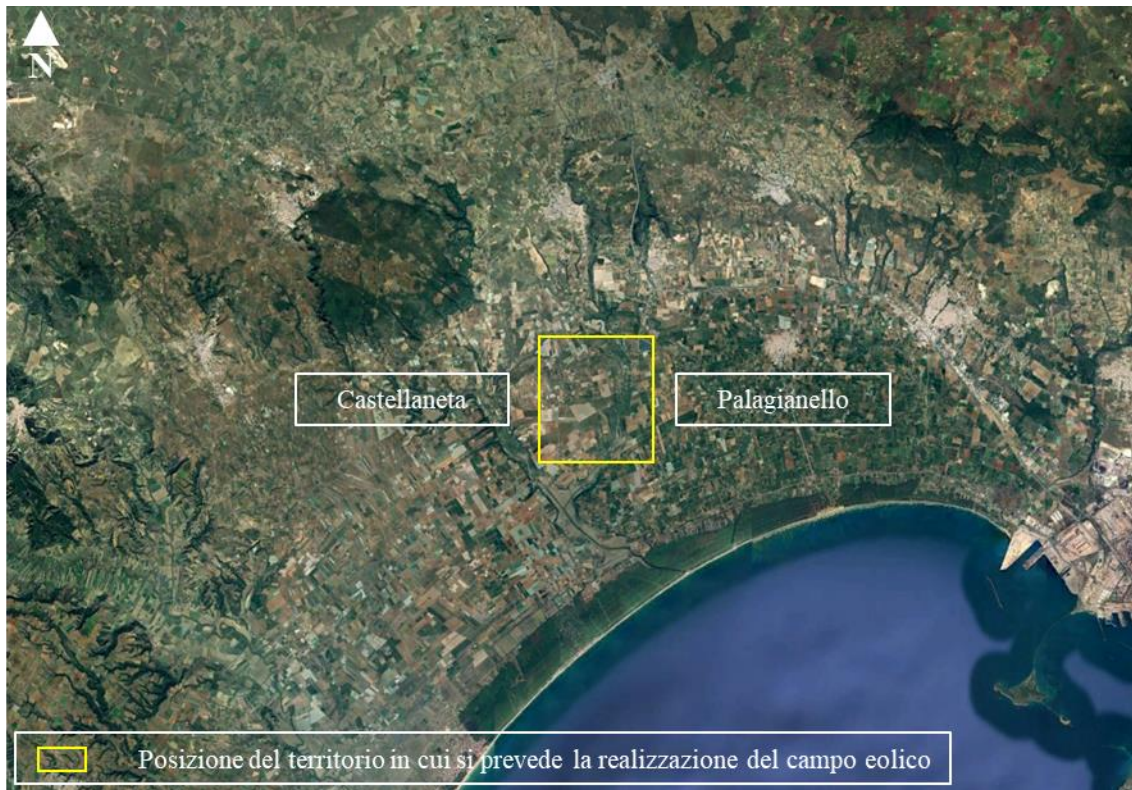 N
Castellaneta
Palagianello
Posizione del territorio in cui si prevede la realizzazione del campo eolico